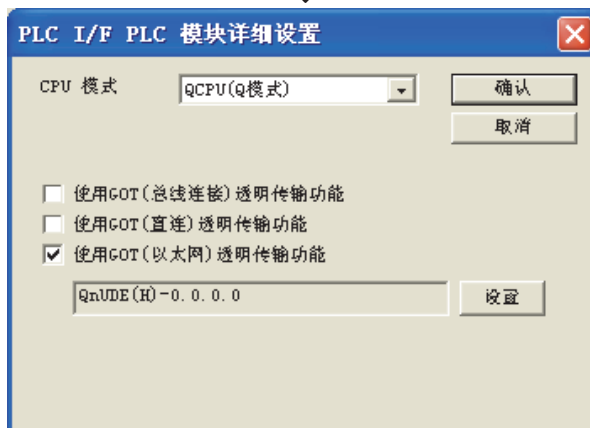 PLC I/F PLC 模块详细设置
CPU 模式
QCPU(Q模式)
确认
取消
使用GOT(总线连接)透明传输功能
使用GOT(直连)透明传输功能
使用GOT(以太网)透明传输功能
QnUDE(H)-0.0.0.0
设置